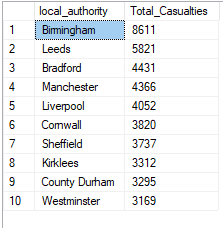 local_authority Total_Casualties
1 Birmingham 8611
2 Leeds 5821
3 Bradford 4431
4 Manchester 4366
5 Liverpool 4052
6 Cornwall 3820
7 Sheffield 3737
8 Kirklees 3312
9 County Durham 3295
10 Westminster 3169